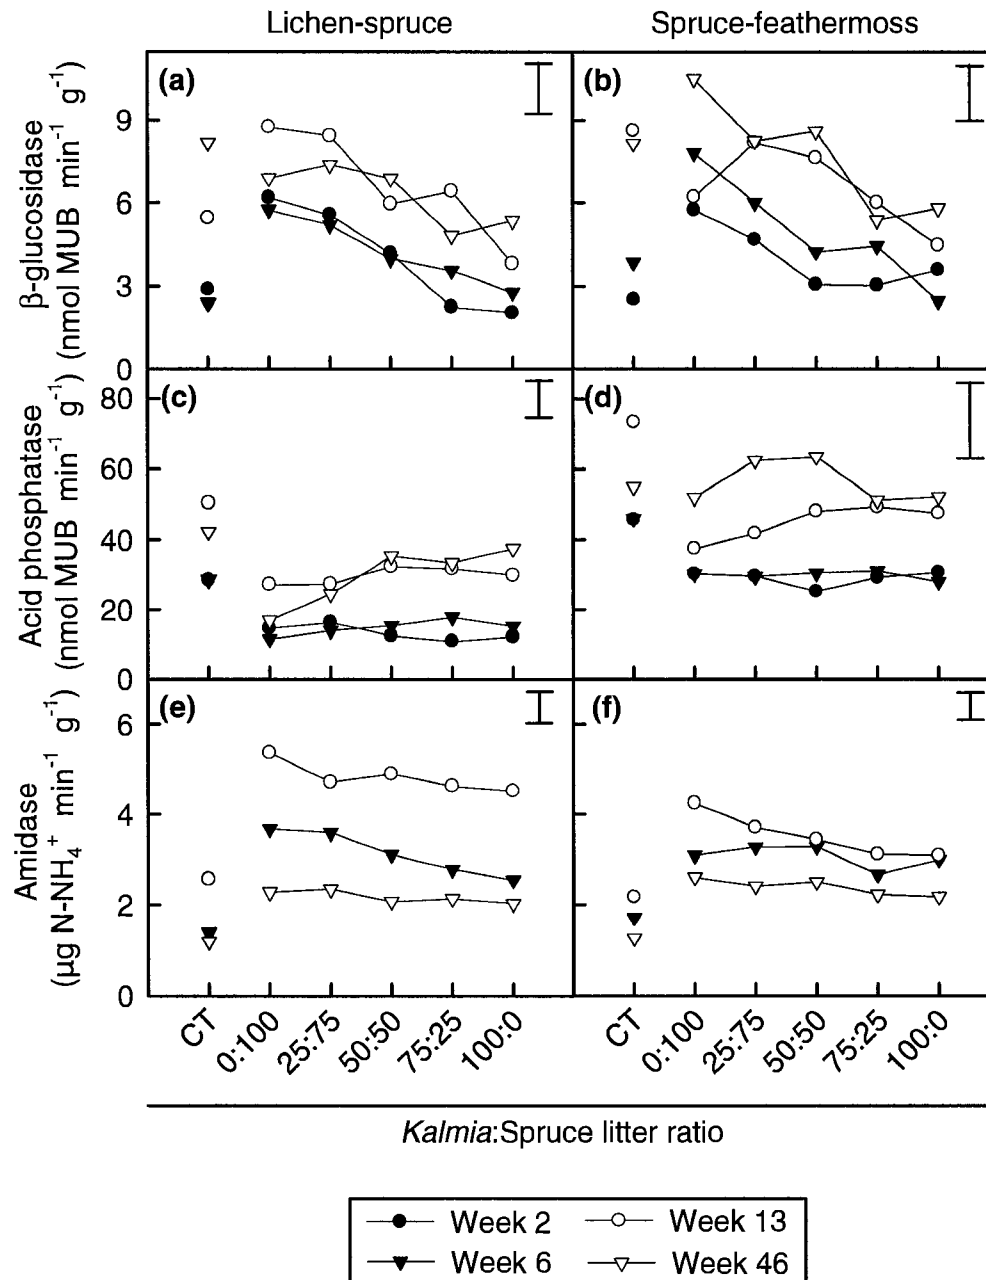 Lichen-spruce Spruce-feathermoss
(a) (b)
β-glucosidase
(nmol MUB min⁻¹ g⁻¹)
9
6
3
0
(c) (d)
Acid phosphatase
(nmol MUB min⁻¹ g⁻¹)
80
60
40
20
0
(e) (f)
Amidase
(µg N-NH₄⁺ min⁻¹ g⁻¹)
6
4
2
0
CT 0:100 25:75 50:50 75:25 100:0 CT 0:100 25:75 50:50 75:25 100:0
Kalmia:Spruce litter ratio
Week 2 Week 13
Week 6 Week 46